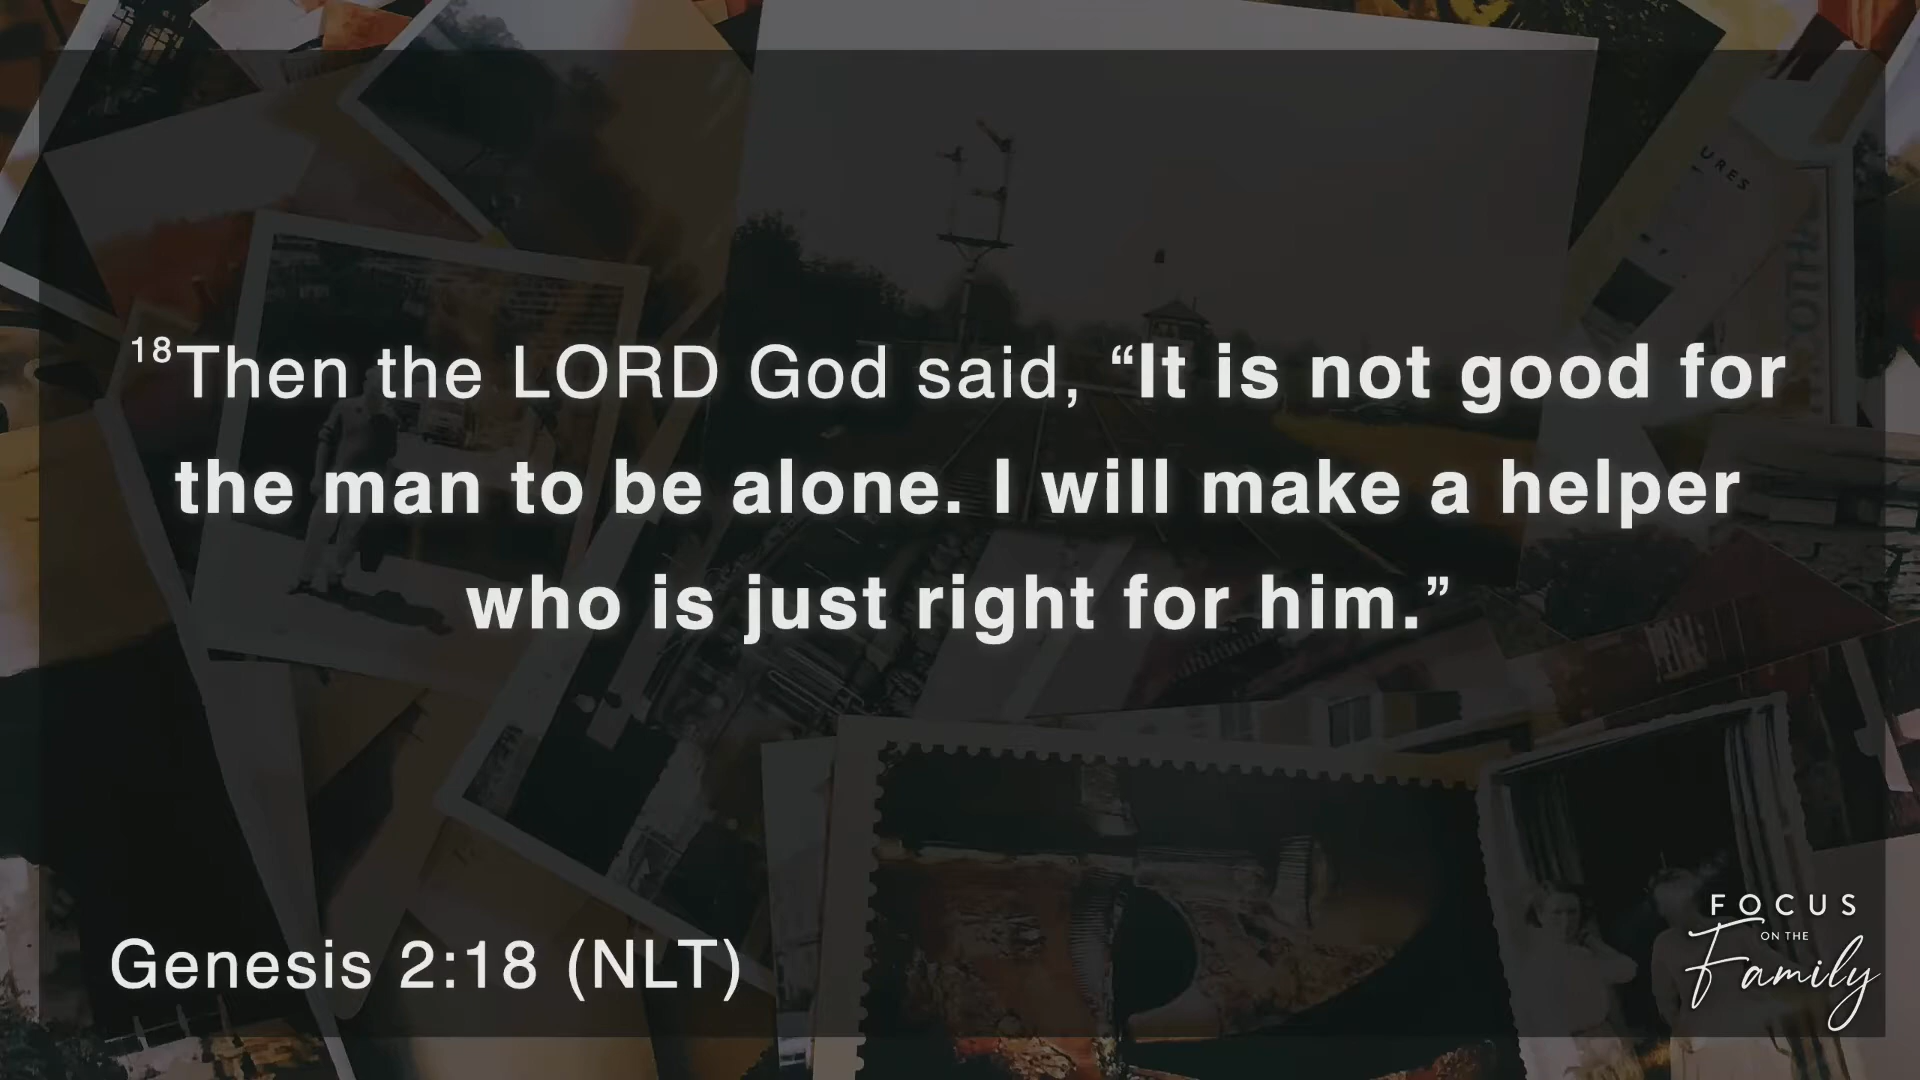 ¹⁸Then the LORD God said, “It is not good for
the man to be alone. I will make a helper
who is just right for him.”
Genesis 2:18 (NLT)
FOCUS
ON THE
Family
URES